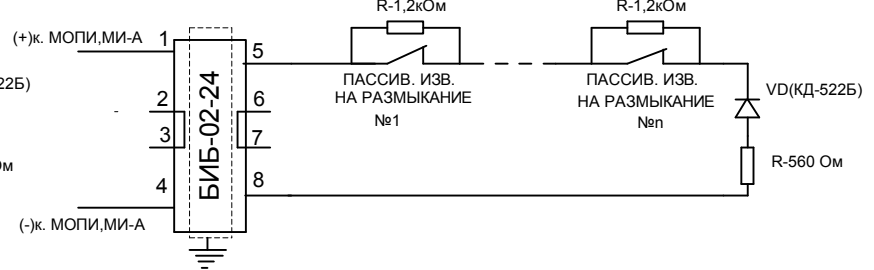 R-1,2кОм
R-1,2кОм
(+)к. МОПИ,МИ-А
1
5
22Б)
ПАССИВ. ИЗВ.
НА РАЗМЫКАНИЕ
№1
ПАССИВ. ИЗВ.
НА РАЗМЫКАНИЕ
№n
VD(КД-522Б)
-
2
6
БИБ-02-24
3
7
Ом
R-560 Ом
4
8
(-)к. МОПИ,МИ-А